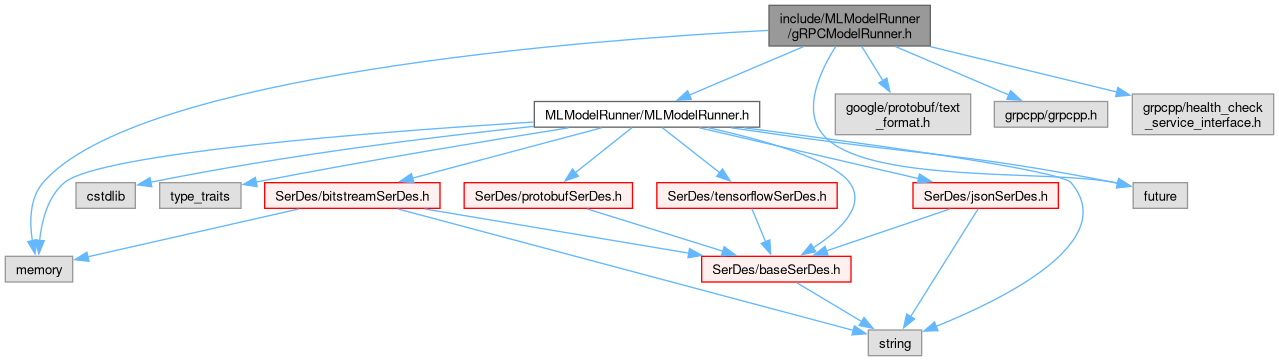 include/MLModelRunner
/gRPCModelRunner.h
MLModelRunner/MLModelRunner.h
google/protobuf/text
_format.h
grpcpp/grpcpp.h
grpcpp/health_check
_service_interface.h
cstdlib
type_traits
SerDes/bitstreamSerDes.h
SerDes/protobufSerDes.h
SerDes/tensorflowSerDes.h
SerDes/jsonSerDes.h
future
memory
SerDes/baseSerDes.h
string